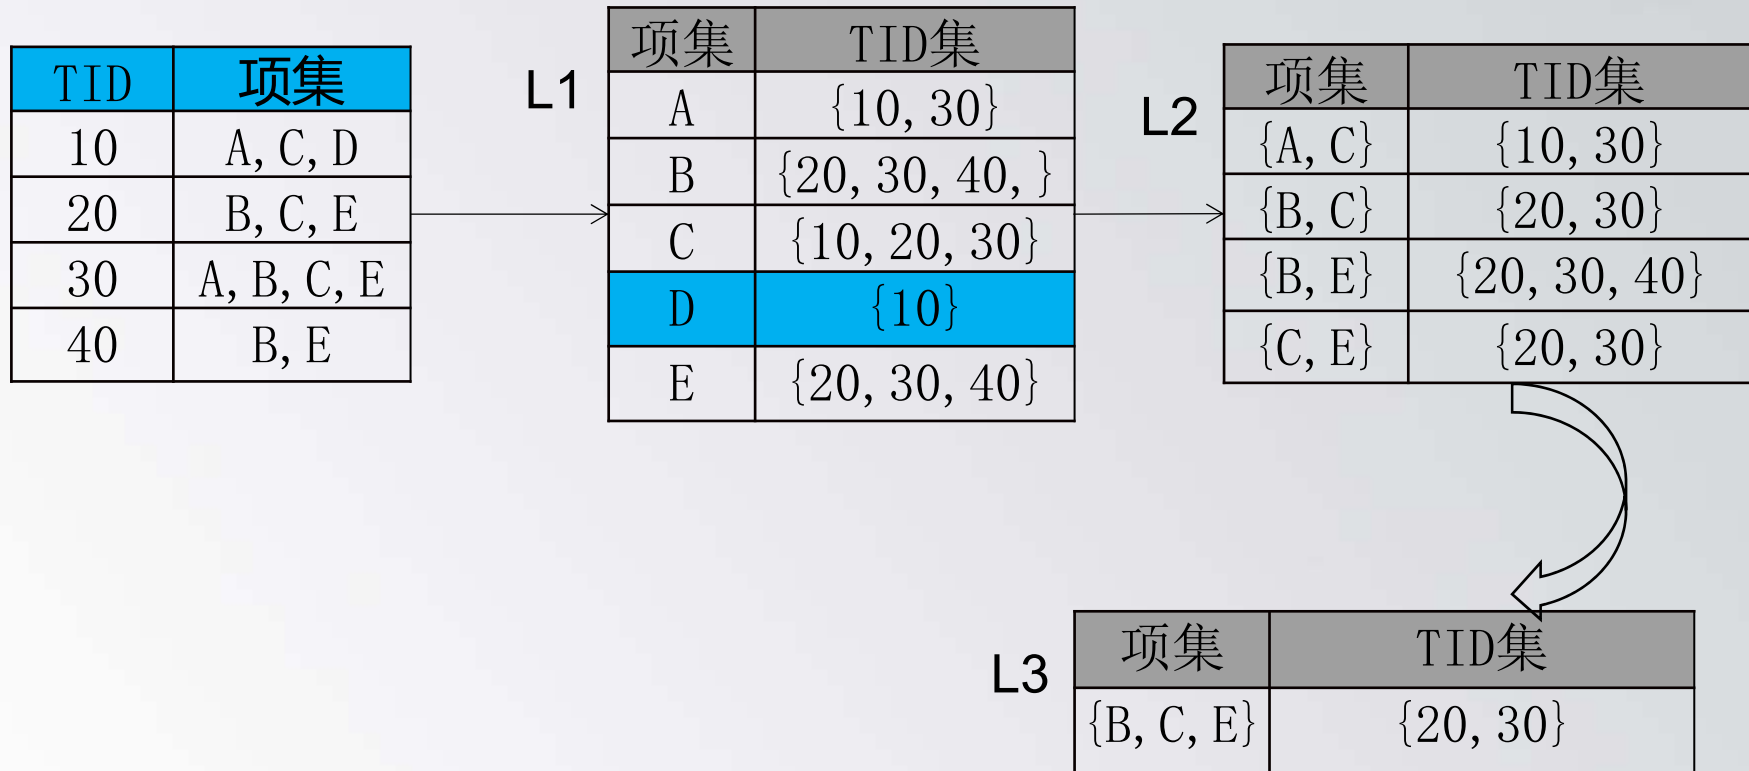 TID 项集
10 A,C,D
20 B,C,E
30 A,B,C,E
40 B,E
L1
项集 TID集
A {10,30}
B {20,30,40,}
C {10,20,30}
D {10}
E {20,30,40}
L2
项集 TID集
{A,C} {10,30}
{B,C} {20,30}
{B,E} {20,30,40}
{C,E} {20,30}
L3
项集 TID集
{B,C,E} {20,30}